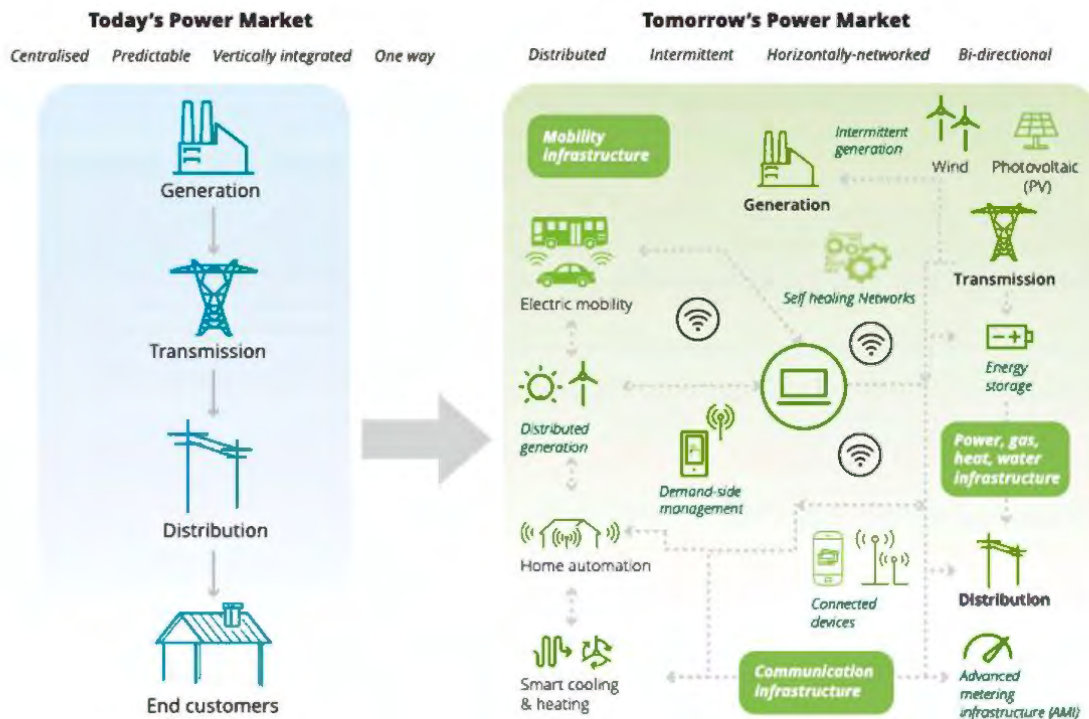 Today's Power Market
Centralised Predictable Vertically integrated One way
Generation
Transmission
Distribution
End customers
Tomorrow's Power Market
Distributed Intermittent Horizontally-networked Bi-directional
Mobility
infrastructure
Intermittent
generation
Wind
Photovoltaic
(PV)
Generation
Transmission
Electric mobility
Self healing Networks
Energy
storage
Distributed
generation
Power, gas,
heat, water
infrastructure
Demand-side
management
Home automation
Connected
devices
Distribution
Smart cooling
& heating
Communication
infrastructure
Advanced
metering
infrastructure (AMI)